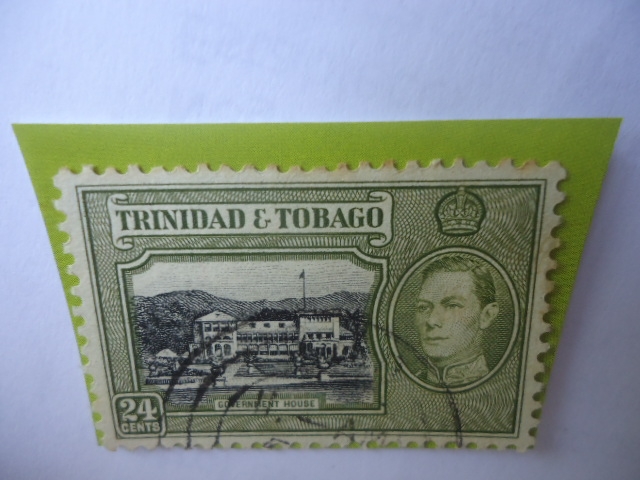 TRINIDAD & TOBAGO
GOVERNMENT HOUSE
24
CENTS